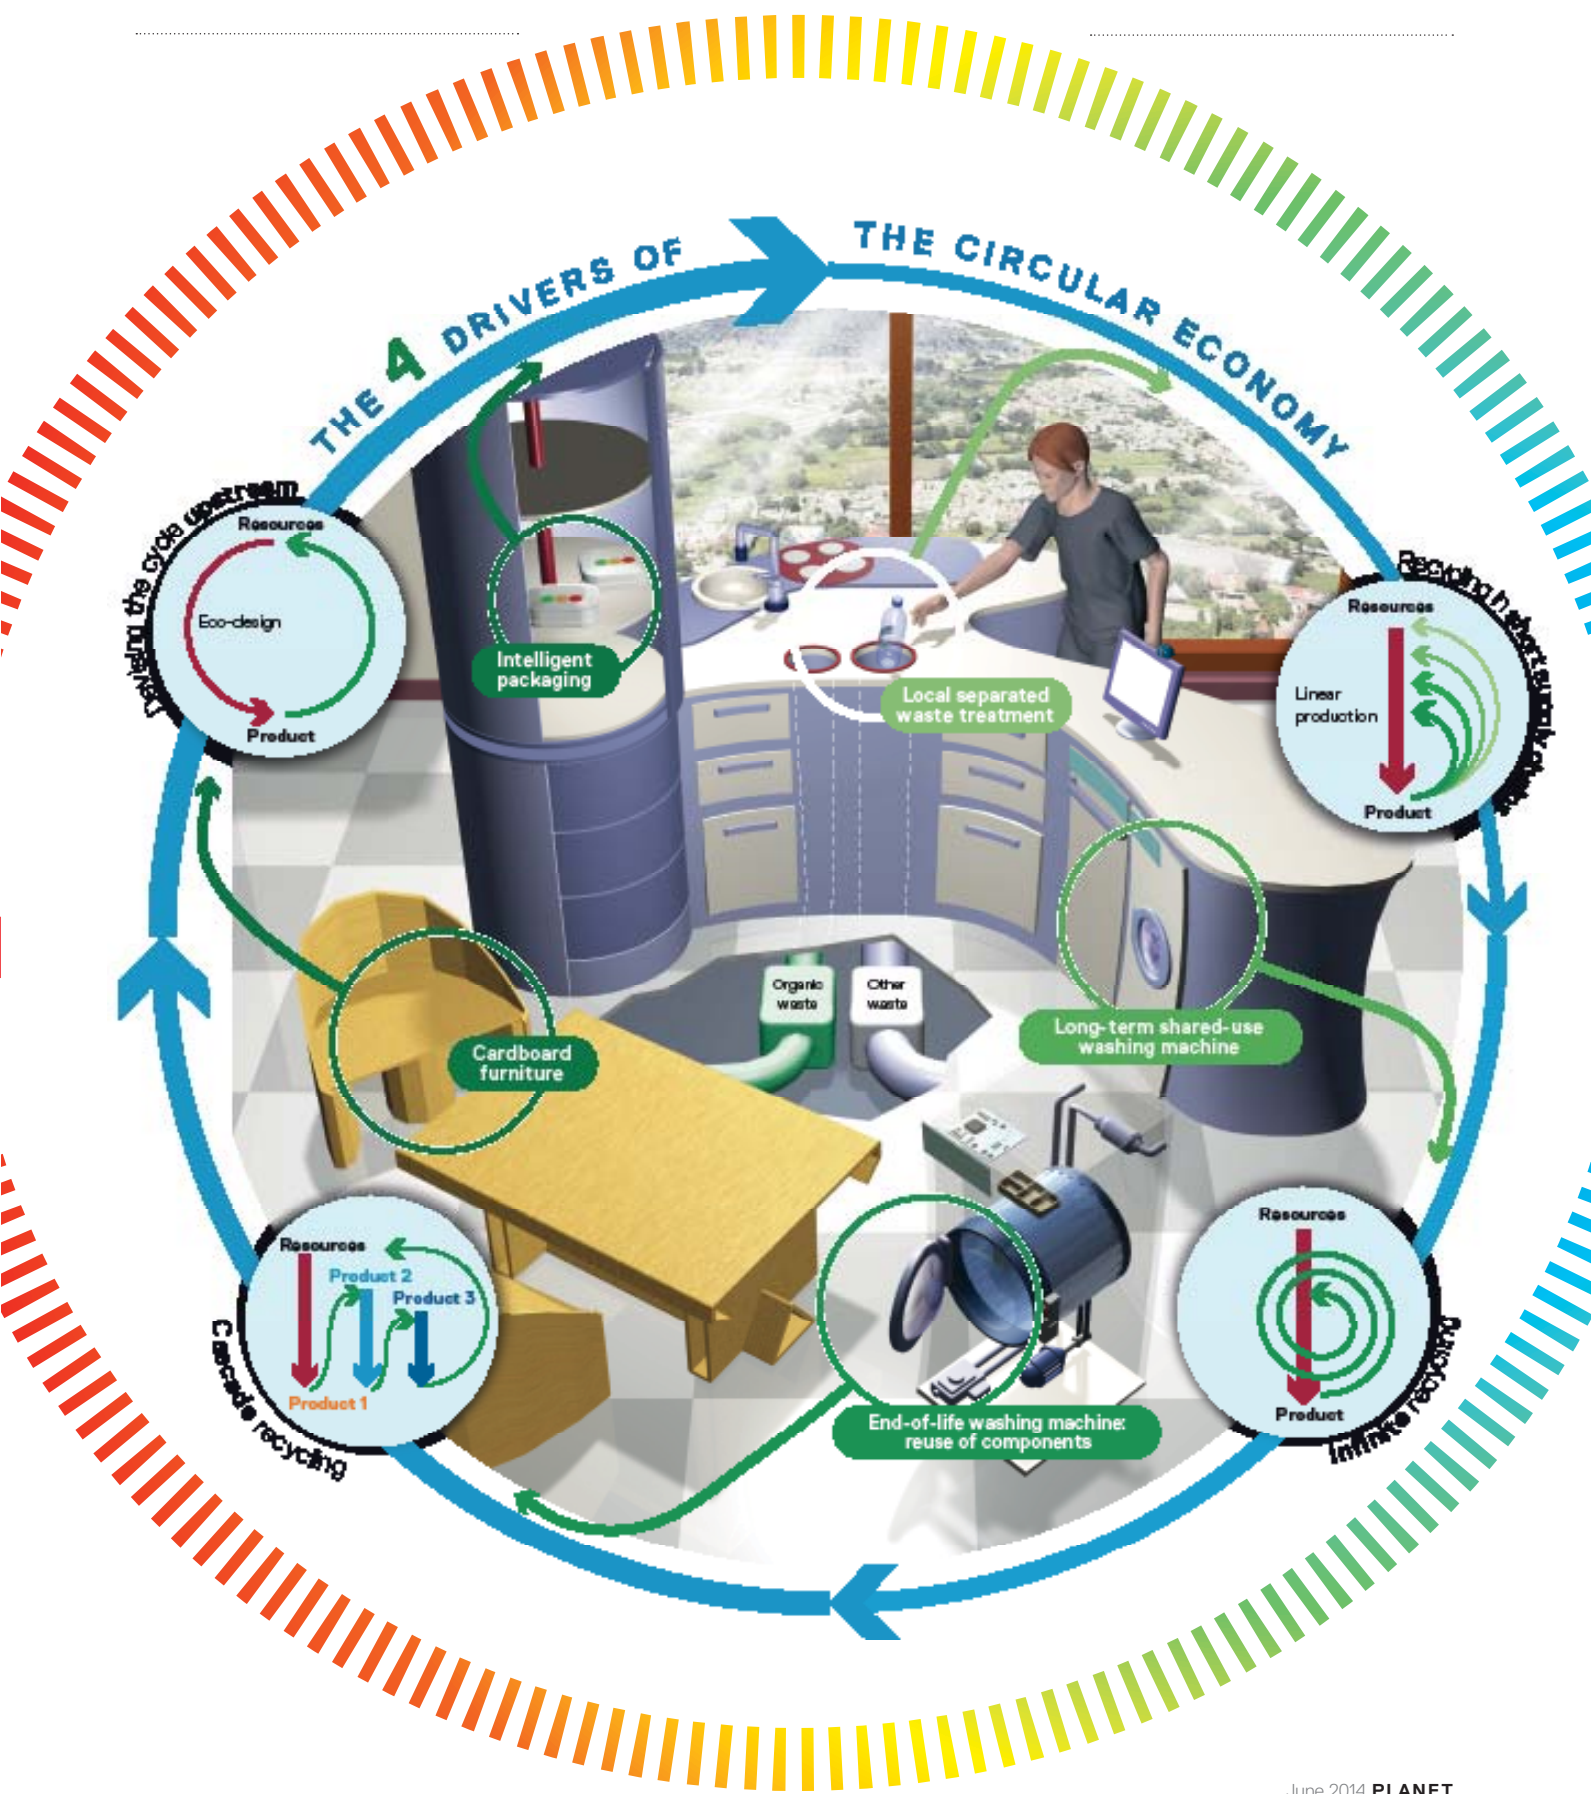 THE 4 DRIVERS OF
THE CIRCULAR ECONOMY
the cycle upstream
Resources
Eco-design
Product
Intelligent
packaging
Local separated
waste treatment
Recycling in short
Resources
Linear
production
Product
Organic
waste
Other
waste
Long-term shared-use
washing machine
Cardboard
furniture
Resources
Product 2
Product 3
Product 1
Cascade recycling
End-of-life washing machine:
reuse of components
Resources
Product
Infinite recycling
June 2014 PLANET